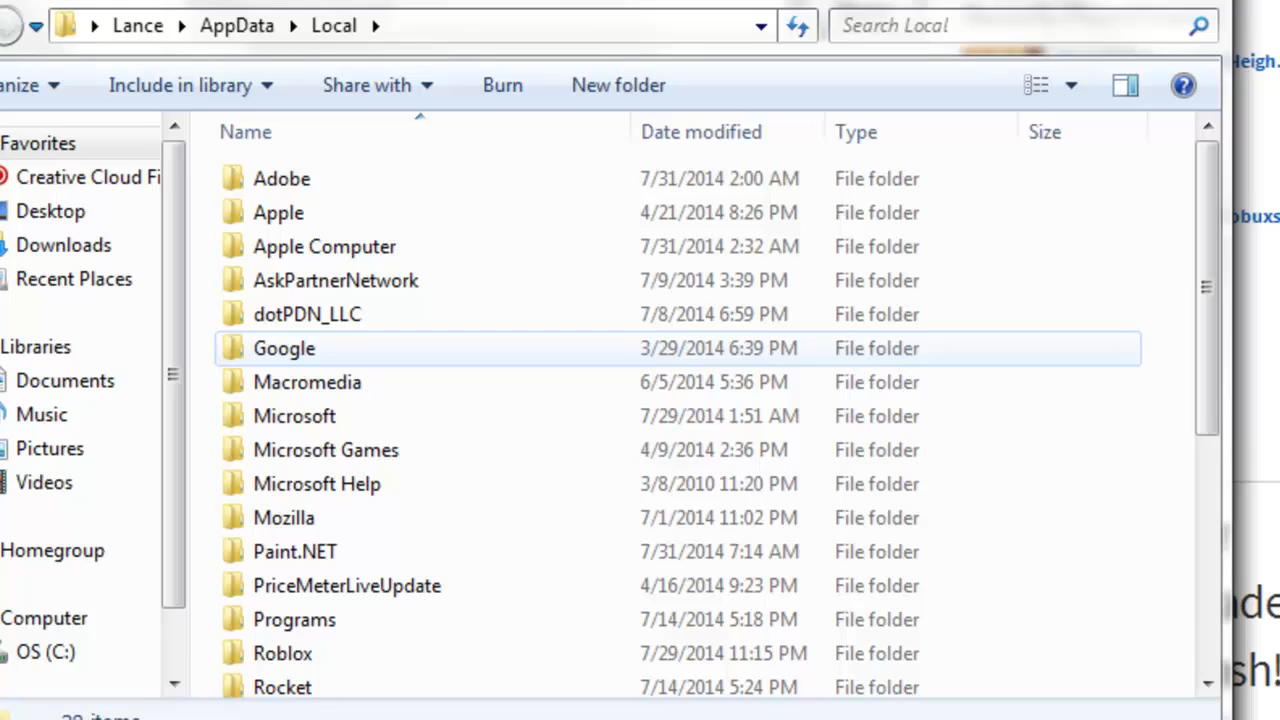 Lance AppData Local Search Local
Heigh.
anize Include in library Share with Burn New folder
Name Date modified Type Size
Favorites
Creative Cloud Fi
Desktop
Downloads
Recent Places
Libraries
Documents
Music
Pictures
Videos
Homegroup
Computer
OS (C:)
Adobe 7/31/2014 2:00 AM File folder
Apple 4/21/2014 8:26 PM File folder
Apple Computer 7/31/2014 2:32 AM File folder
AskPartnerNetwork 7/9/2014 3:39 PM File folder
dotPDN_LLC 7/8/2014 6:59 PM File folder
Google 3/29/2014 6:39 PM File folder
Macromedia 6/5/2014 5:36 PM File folder
Microsoft 7/29/2014 1:51 AM File folder
Microsoft Games 4/9/2014 2:36 PM File folder
Microsoft Help 3/8/2010 11:20 PM File folder
Mozilla 7/1/2014 11:02 PM File folder
Paint.NET 7/31/2014 7:14 AM File folder
PriceMeterLiveUpdate 4/16/2014 9:23 PM File folder
Programs 7/14/2014 5:18 PM File folder
Roblox 7/29/2014 11:15 PM File folder
Rocket 7/14/2014 5:24 PM File folder
obuxs
nde
sh!